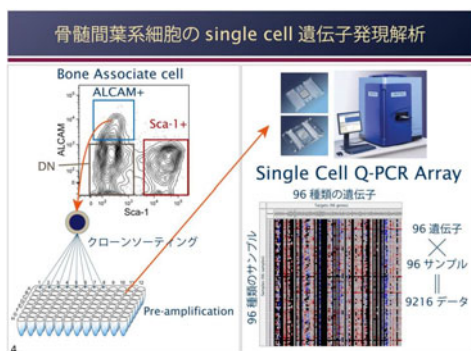 骨髄間葉系細胞の single cell 遺伝子発現解析
Bone Associate cell
ALCAM+
Sca-1+
ALCAM
DN
Sca-1
クローンソーティング
Pre-amplification
4
Single Cell Q-PCR Array
96 種類の遺伝子
96 種類のサンプル
96 遺伝子
×
96 サンプル
||
9216 データ